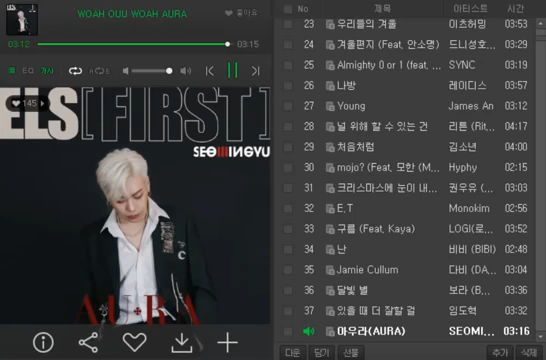 WOAH OUU WOAH AURA
좋아요
03:12
03:15
EQ 가사
145
ELS[FIRST]
SEOMINGYU
AURA
No 제목 아티스트 시간
23 우리들의 겨울 이츠허밍 03:53
24 겨울편지 (Feat, 안소명) 드니성호... 03:29
25 Almighty 0 or 1 (feat, ... SYNC 03:19
26 나방 레이디스 03:57
27 Young James An 03:12
28 널 위해 할 수 있는 건 리튼 (Rit... 04:17
29 처음처럼 김소년 04:00
30 mojo? (Feat, 모한 (M... Hyphy 02:15
31 크리스마스에 눈이 내... 권우유 (... 03:03
32 E,T Monokim 02:56
33 구름 (Feat, Kaya) LOGI(로... 03:52
34 난 비비 (BIBI) 02:48
35 Jamie Cullum 다비 (DA... 03:04
36 달빛 별 보라 (B... 03:36
37 있을 때 더 잘할 걸 임도혁 03:32
아우라(AURA) SEOMI... 03:16
다운 담기 선물 추가 삭제